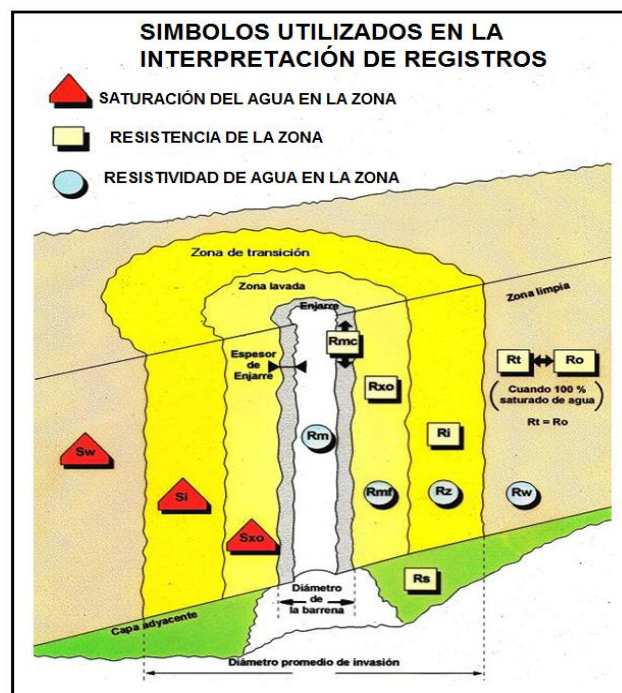 SIMBOLOS UTILIZADOS EN LA
INTERPRETACIÓN DE REGISTROS
SATURACIÓN DEL AGUA EN LA ZONA
RESISTENCIA DE LA ZONA
RESISTIVIDAD DE AGUA EN LA ZONA
Zona de transición
Zona lavada
Enjarre
Zona limpia
Rmc
Espesor
de
Enjarre
Rt
Ro
(Cuando 100 %
saturado de agua)
Rt = Ro
Rxo
Ri
Rm
Sw
Si
Rmf
Rz
Rw
Sxo
Rs
Diámetro
de
la barrena
Capa adyacente
Diámetro promedio de invasión